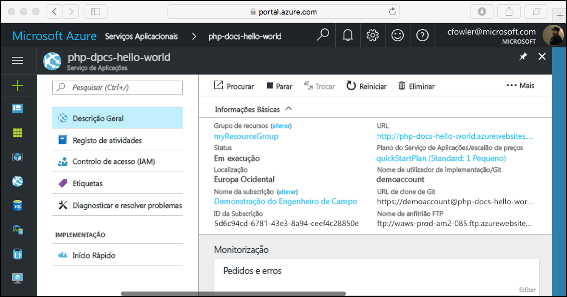 portal.azure.com
Microsoft Azure Serviços Aplicacionais > php-docs-hello-world
cfowler@microsoft.com
MICROSOFT
php-dpcs-hello-world
Serviço de Aplicações
Pesquisar (Ctrl+/)
Descrição Geral
Registo de atividades
Controlo de acesso (IAM)
Etiquetas
Diagnosticar e resolver problemas
IMPLEMENTAÇÃO
Início Rápido
Procurar Parar Trocar Reiniciar Eliminar ... Mais
Informações Básicas
Grupo de recursos (alterar)
myResourceGroup
Status
Em execução
Localização
Europa Ocidental
Nome da subscrição (alterar)
Demonstração do Engenheiro de Campo
ID da Subscrição
5d6c94cd-6781-43e3-8a94-ceef4c28850e
URL
http://php-docs-hello-world.azurewebsites,...
Plano do Serviço de Aplicações/escalão de preços
quickStartPlan (Standard: 1 Pequeno)
Nome de utilizador de implementação/Git
demoaccount
URL de clone de Git
https://demoaccount@php-docs-hello-wor...
Nome de anfitrião FTP
ftp://waws-prod-am2-085.ftp.azurewebsite...
Monitorização
Pedidos e erros
Editar